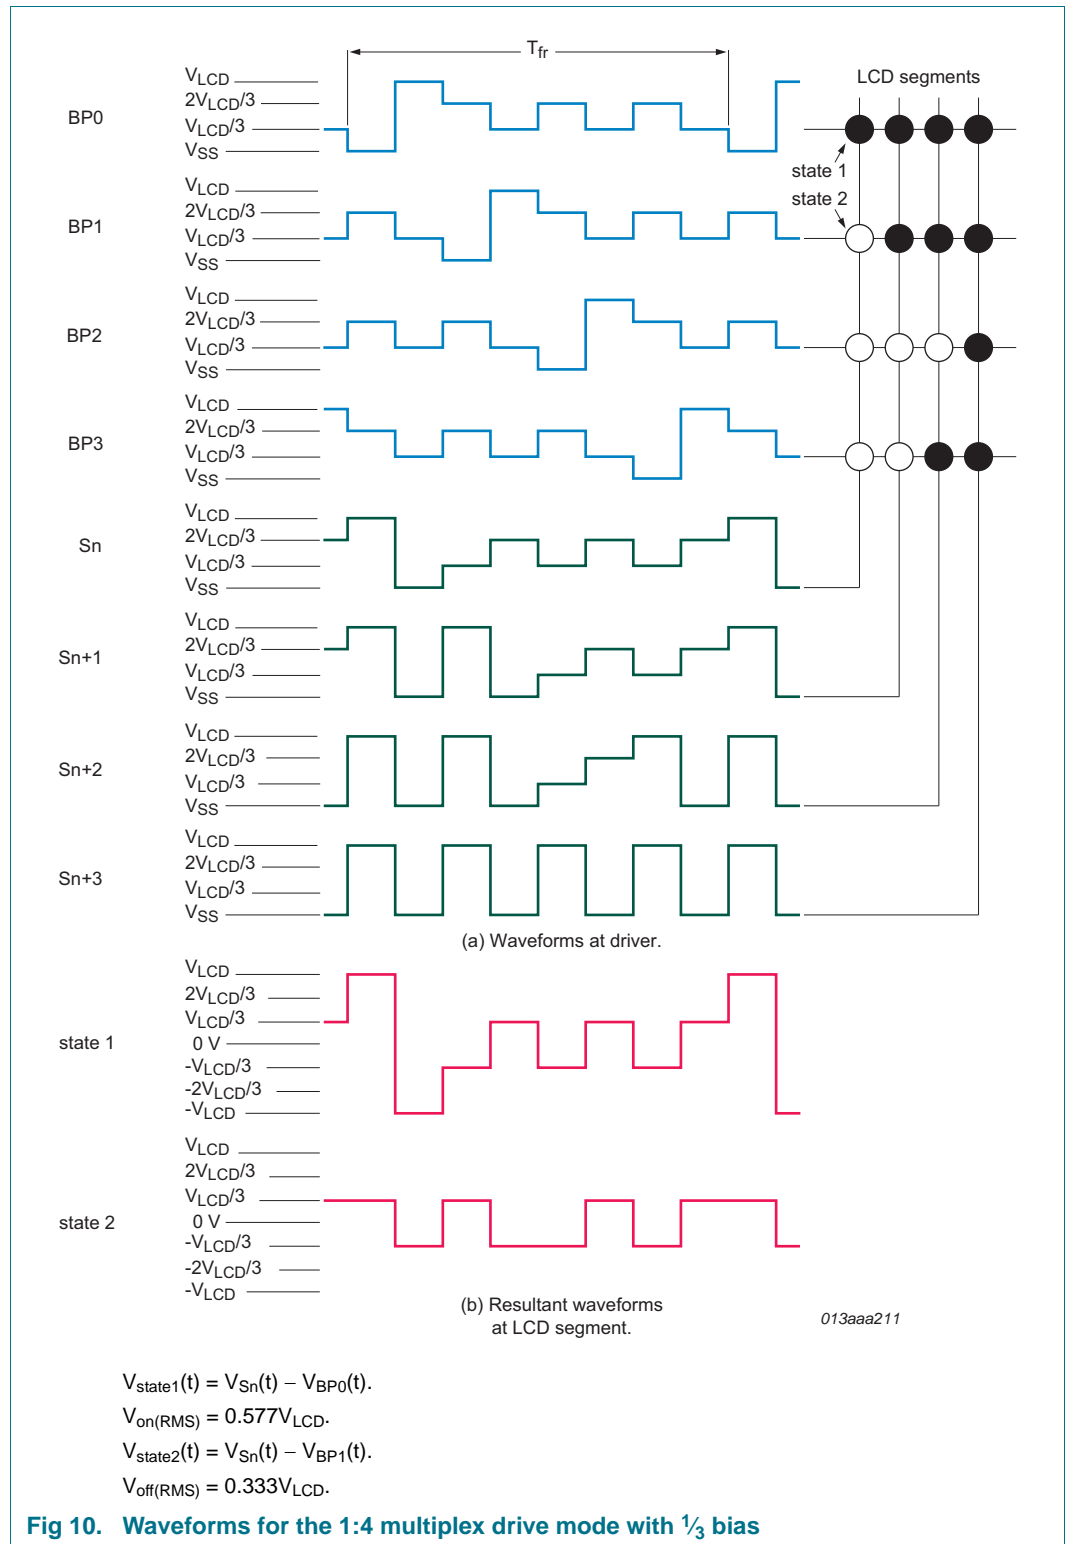 Tfr
LCD segments
BP0
VLCD
2VLCD/3
VLCD/3
VSS
state 1
state 2
BP1
VLCD
2VLCD/3
VLCD/3
VSS
BP2
VLCD
2VLCD/3
VLCD/3
VSS
BP3
VLCD
2VLCD/3
VLCD/3
VSS
Sn
VLCD
2VLCD/3
VLCD/3
VSS
Sn+1
VLCD
2VLCD/3
VLCD/3
VSS
Sn+2
VLCD
2VLCD/3
VLCD/3
VSS
Sn+3
VLCD
2VLCD/3
VLCD/3
VSS
(a) Waveforms at driver.
state 1
VLCD
2VLCD/3
VLCD/3
0 V
-VLCD/3
-2VLCD/3
-VLCD
state 2
VLCD
2VLCD/3
VLCD/3
0 V
-VLCD/3
-2VLCD/3
-VLCD
(b) Resultant waveforms
at LCD segment.
013aaa211
Vstate1(t) = VSn(t) − VBP0(t).
Von(RMS) = 0.577VLCD.
Vstate2(t) = VSn(t) − VBP1(t).
Voff(RMS) = 0.333VLCD.
Fig 10. Waveforms for the 1:4 multiplex drive mode with 1⁄3 bias